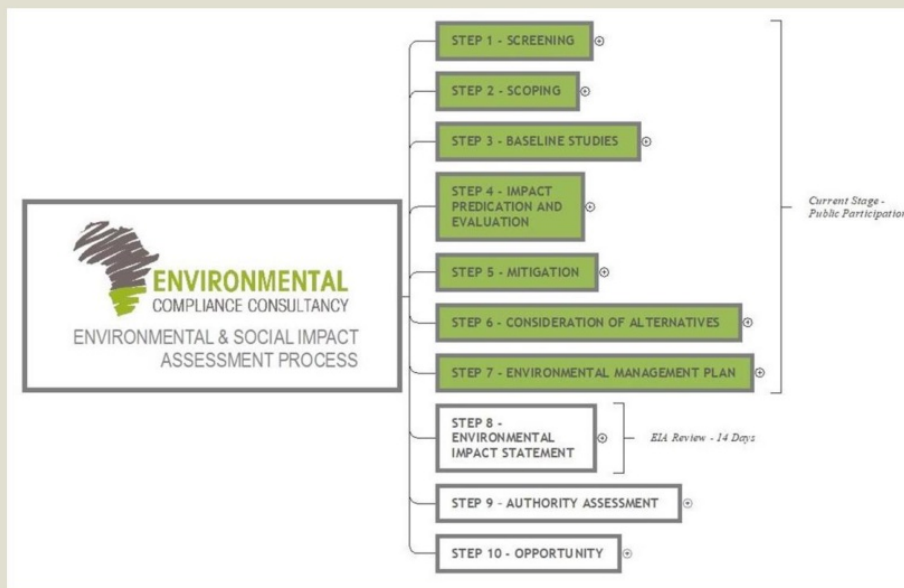 STEP 1 - SCREENING
STEP 2 - SCOPING
STEP 3 - BASELINE STUDIES
STEP 4 - IMPACT
PREDICATION AND
EVALUATION
STEP 5 - MITIGATION
STEP 6 - CONSIDERATION OF ALTERNATIVES
STEP 7 - ENVIRONMENTAL MANAGEMENT PLAN
Current Stage -
Public Participation
ENVIRONMENTAL
COMPLIANCE CONSULTANCY
ENVIRONMENTAL & SOCIAL IMPACT
ASSESSMENT PROCESS
STEP 8 -
ENVIRONMENTAL
IMPACT STATEMENT
EIA Review - 14 Days
STEP 9 - AUTHORITY ASSESSMENT
STEP 10 - OPPORTUNITY